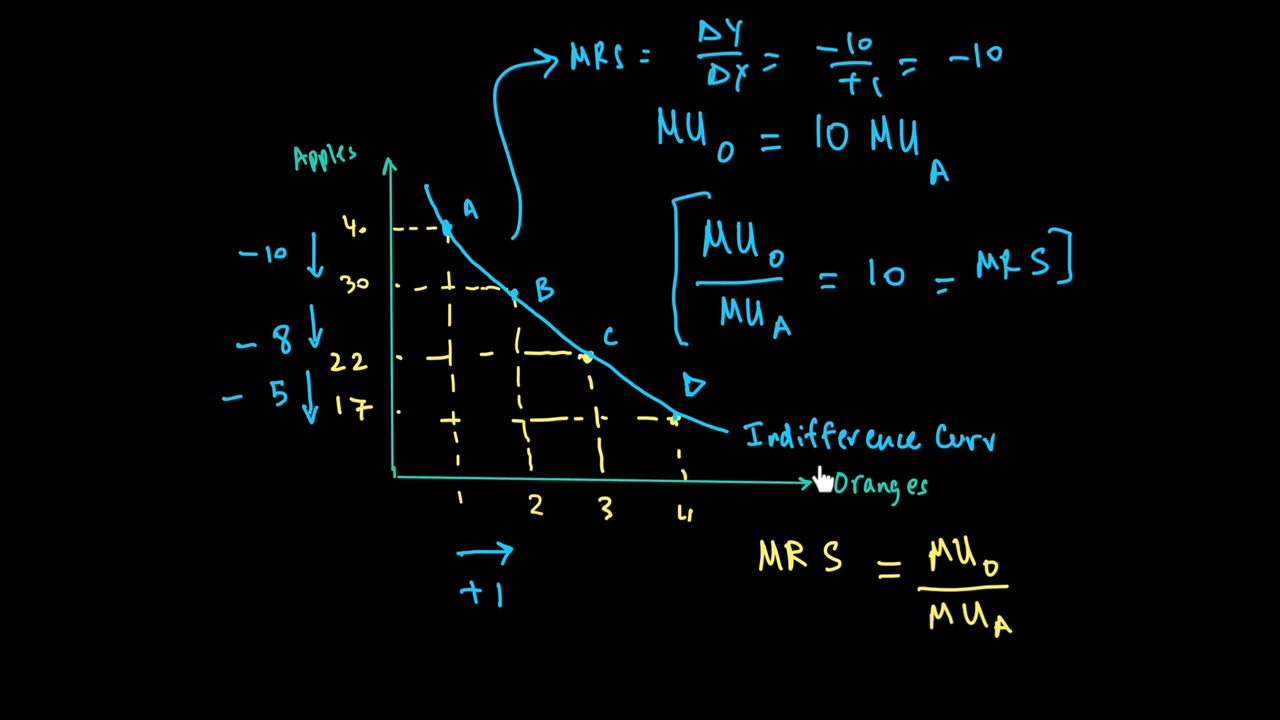 MRS = ΔY/ΔX = -10/+1 = -10
MU_O = 10 MU_A
[MU_O/MU_A = 10 = MRS]
Apples
40
30
22
17
-10 ↓
- 8 ↓
- 5 ↓
A
B
C
D
Indifference Curv
Oranges
1 2 3 4
→
+1
MRS = MU_O/MU_A